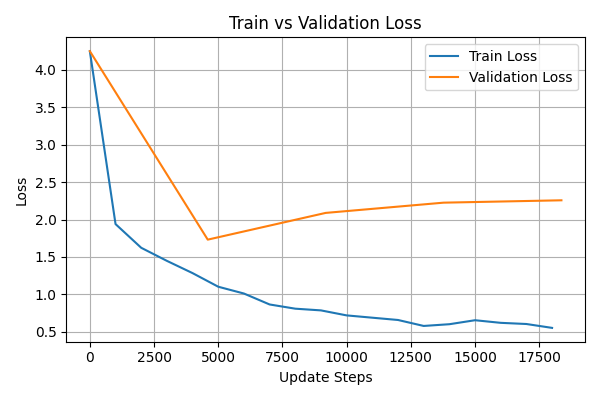 Train vs Validation Loss
Train Loss
Validation Loss
Loss
4.0
3.5
3.0
2.5
2.0
1.5
1.0
0.5
0 2500 5000 7500 10000 12500 15000 17500
Update Steps